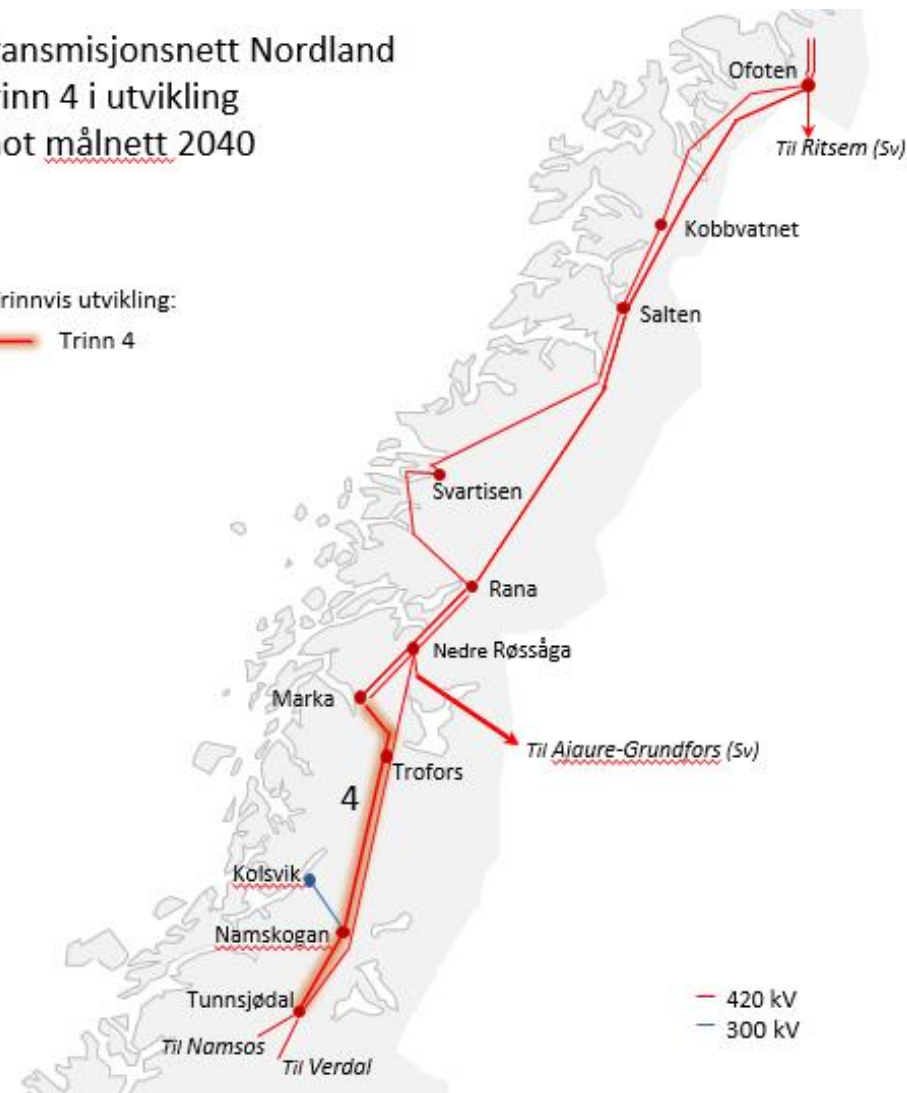 ansmisjonsnett Nordland
rinn 4 i utvikling
not målnett 2040
rinnvis utvikling:
Trinn 4
Ofoten
Til Ritsem (Sv)
Kobbvatnet
Salten
Svartisen
Rana
Nedre Røssåga
Marka
Til Ajaure-Grundfors (Sv)
Trofors
4
Kolsvik
Namskogan
Tunnsjødal
Til Namsos
Til Verdal
420 kV
300 kV